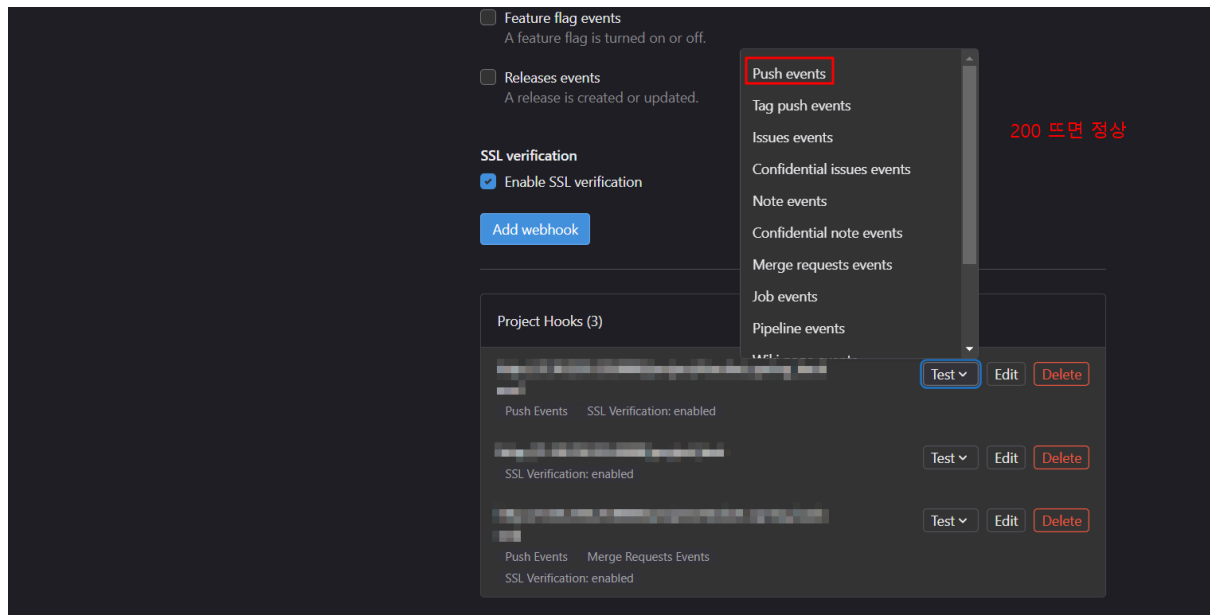 Feature flag events
A feature flag is turned on or off.
Releases events
A release is created or updated.
SSL verification
Enable SSL verification
Add webhook
Push events
Tag push events
Issues events
Confidential issues events
Note events
Confidential note events
Merge requests events
Job events
Pipeline events
200 뜨면 정상
Project Hooks (3)
Test Edit Delete
Push Events SSL Verification: enabled
Test Edit Delete
SSL Verification: enabled
Test Edit Delete
Push Events Merge Requests Events
SSL Verification: enabled